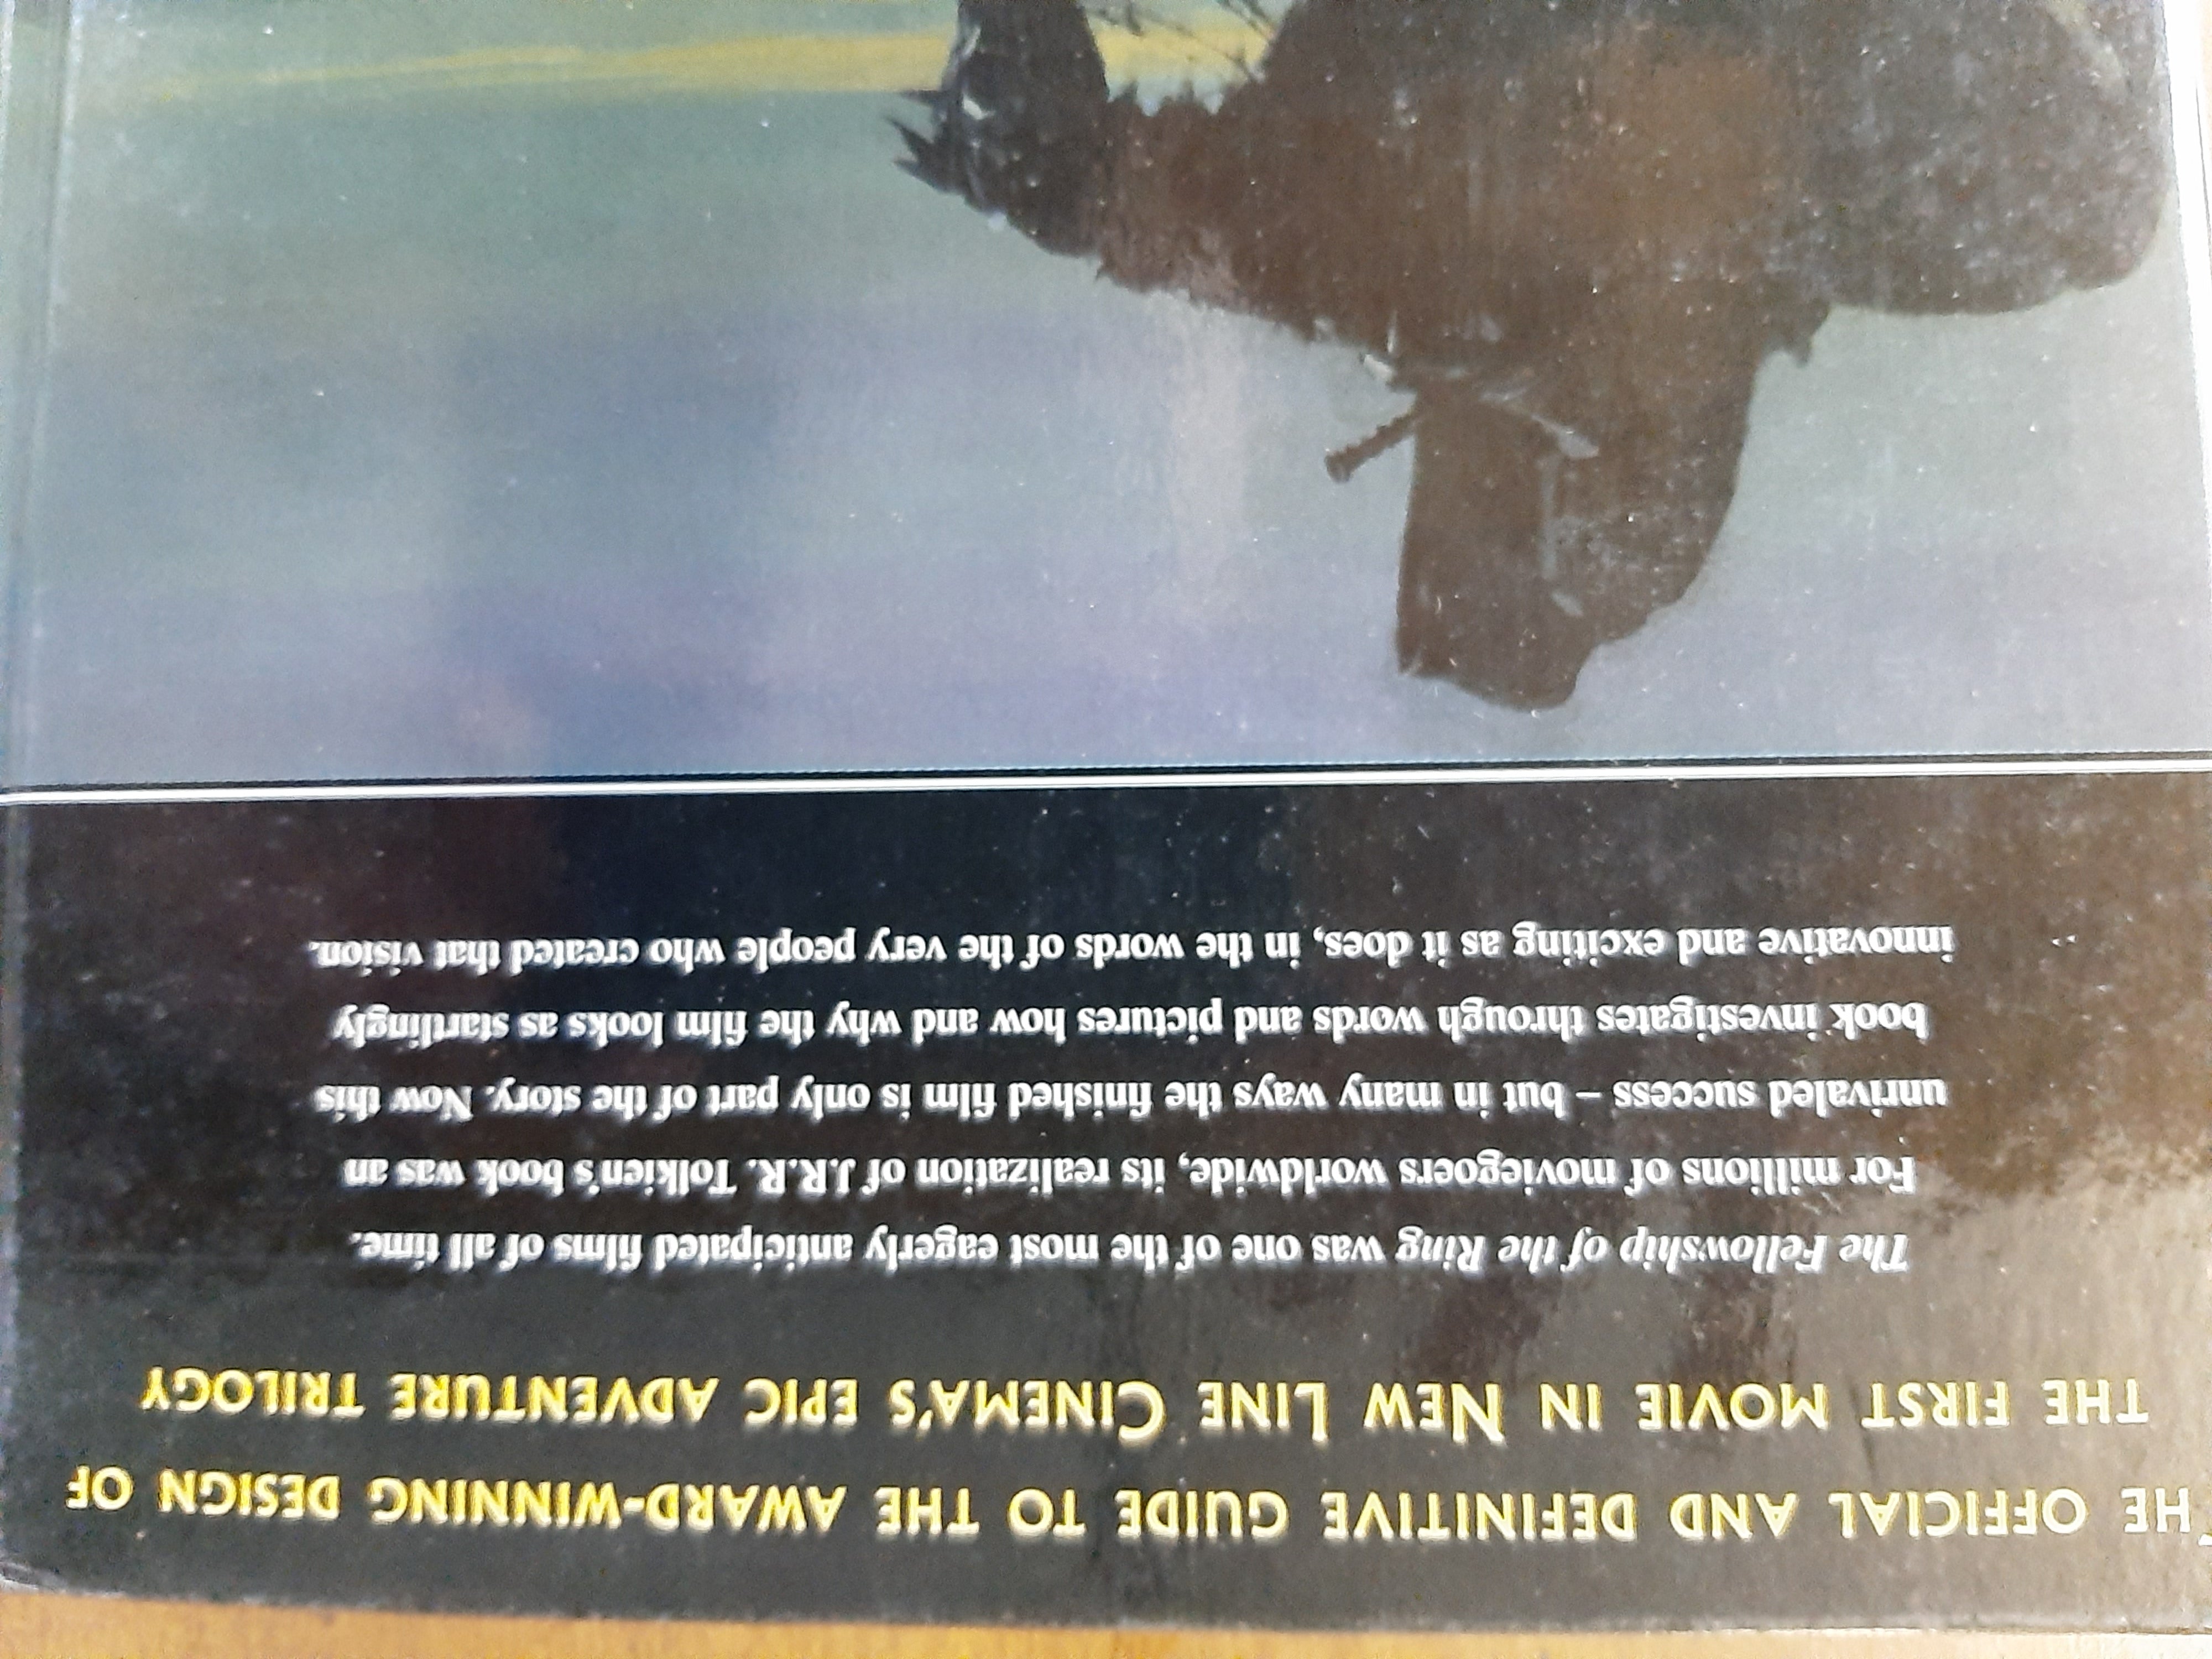 THE OFFICIAL AND DEFINITIVE GUIDE TO THE AWARD-WINNING DESIGN OF
THE FIRST MOVIE IN NEW LINE CINEMA'S EPIC ADVENTURE TRILOGY
The Fellowship of the Ring was one of the most eagerly anticipated films of all time.
For millions of moviegoers worldwide, its realization of J.R.R. Tolkien's book was an
unrivaled success – but in many ways the finished film is only part of the story. Now this
book investigates through words and pictures how and why the film looks as startlingly
innovative and exciting as it does, in the words of the very people who created that vision.